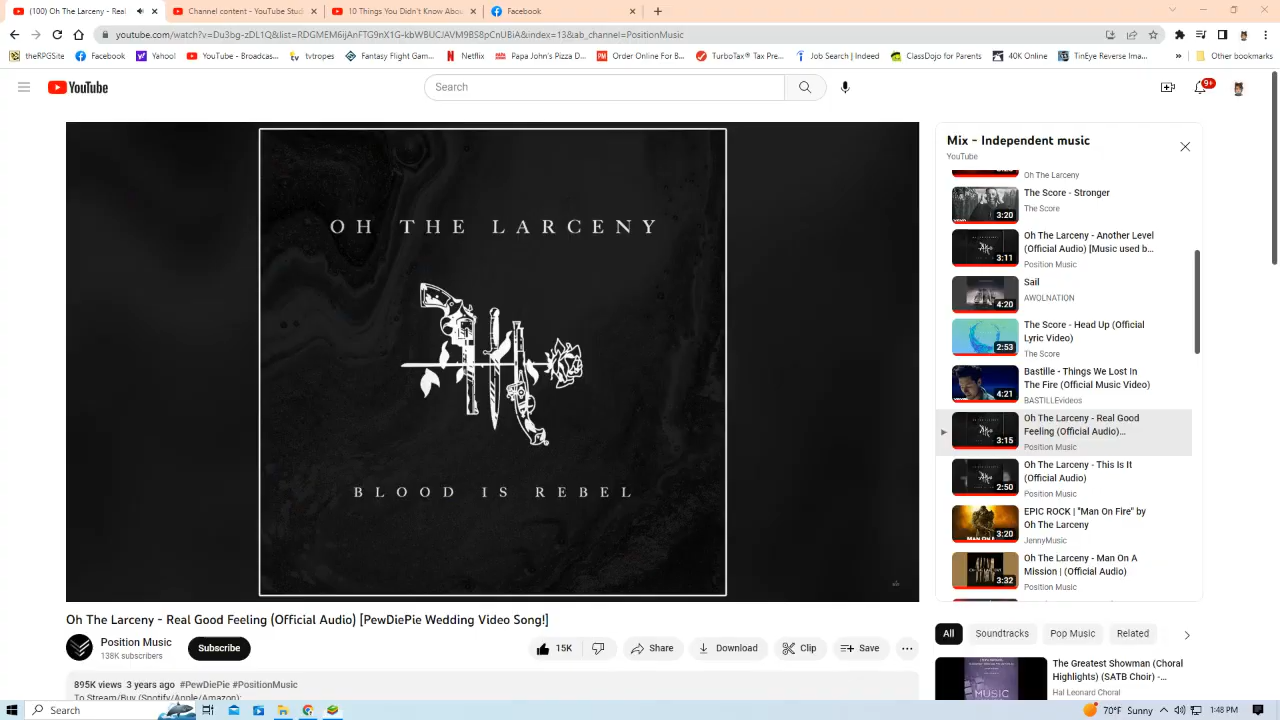 (100) Oh The Larceny - Real
Channel content - YouTube Stud
10 Things You Didn't Know Abou
Facebook
youtube.com/watch?v=Du3bg-zDL1Q&list=RDGMEM6ijAnFTG9nX1G-kbWBUCJAVM9BS8pCnUBiA&index=13&ab_channel=PositionMusic
theRPGSite
Facebook
Yahoo!
YouTube - Broadcas...
tvtropes
Fantasy Flight Gam...
Netflix
Papa's Pizza D...
Order Online For B...
TurboTax® Tax Pre...
Job Search | Indeed
ClassDojo for Parents
40K Online
TinEye Reverse Ima...
»
Other bookmarks
YouTube
Search
9+
OH THE LARCENY
BLOOD IS REBEL
Mix - Independent music
YouTube
Oh The Larceny
The Score - Stronger
The Score
3:20
Oh The Larceny - Another Level
(Official Audio) [Music used b...
Position Music
3:11
Sail
AWOLNATION
4:20
The Score - Head Up (Official
Lyric Video)
The Score
2:53
Bastille - Things We Lost In
The Fire (Official Music Video)
BASTILLEvideos
4:21
Oh The Larceny - Real Good
Feeling (Official Audio)...
Position Music
3:15
Oh The Larceny - This Is It
(Official Audio)
Position Music
2:50
EPIC ROCK | "Man On Fire" by
Oh The Larceny
JennyMusic
3:20
Oh The Larceny - Man On A
Mission | (Official Audio)
Position Music
3:32
Oh The Larceny - Real Good Feeling (Official Audio) [PewDiePie Wedding Video Song!]
Position Music
138K subscribers
Subscribe
15K
Share
Download
Clip
Save
All
Soundtracks
Pop Music
Related
895K views 3 years ago #PewDiePie #PositionMusic
To Stream/Buy (Spotify/Apple/Amazon):
The Greatest Showman (Choral
Highlights) (SATB Choir) -...
Hal Leonard Choral
MUSIC
Search
70°F Sunny
1:48 PM